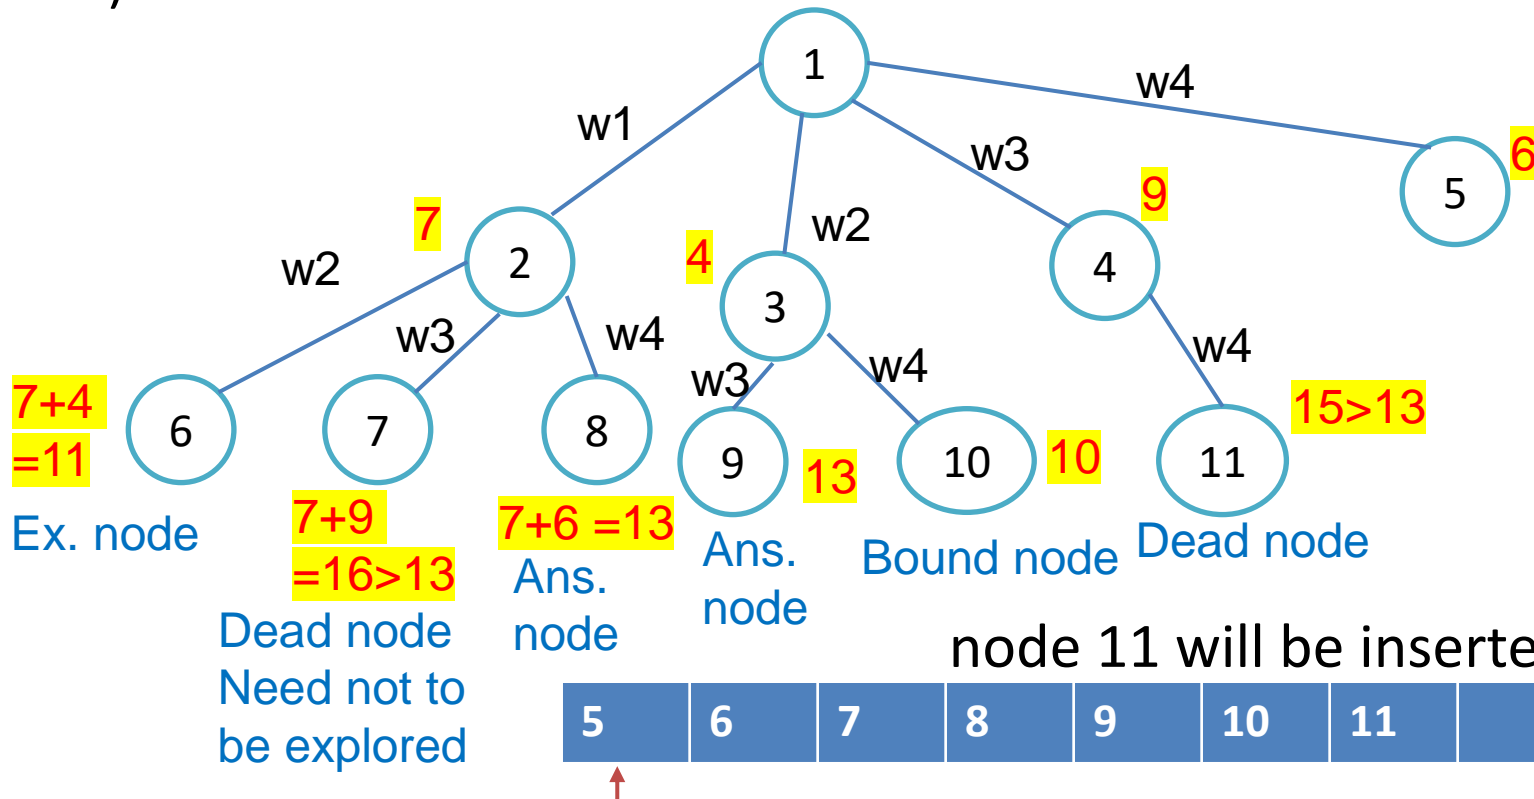 )
1
w1
w2
w3
w4
7
2
4
3
9
4
6
5
w2
w3
w4
w3
w4
w4
7+4
=11
6
7
8
9
13
10
10
11
15>13
Ex. node
7+9
=16>13
7+6 =13
Ans.
node
Ans.
node
Bound node
Dead node
Dead node
Need not to
be explored
node 11 will be inserte
5 6 7 8 9 10 11